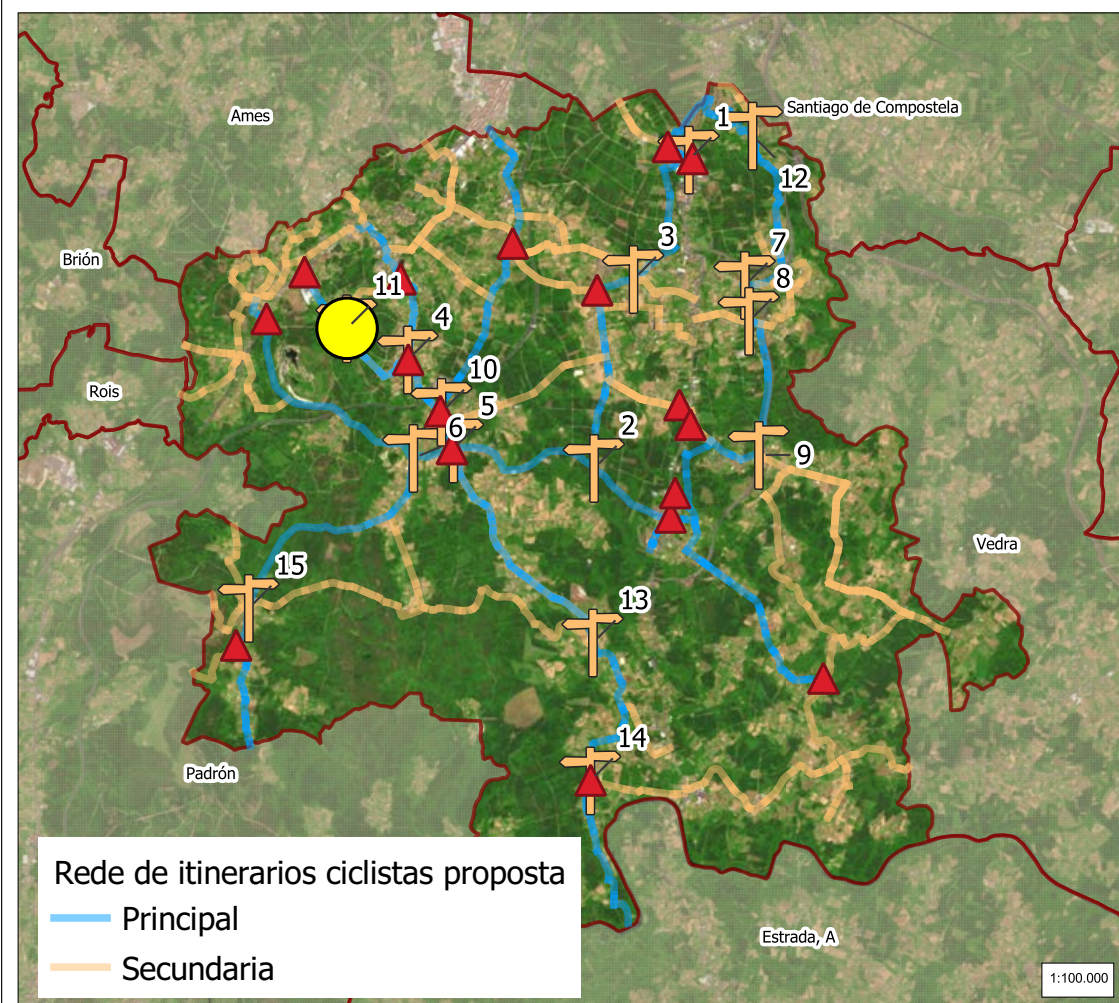 Ames
Santiago de Compostela
1
12
Brión
3
7
8
11
4
Rois
10
5
6
2
9
Vedra
15
13
14
Padrón
Rede de itinerarios ciclistas proposta
Principal
Secundaria
Estrada, A
1:100.000